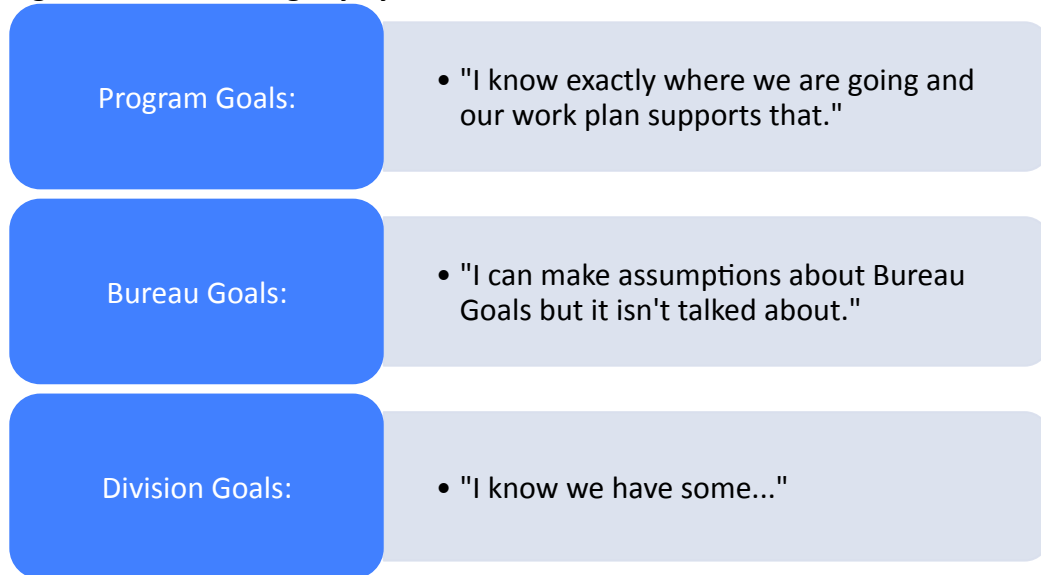 Program Goals:
• "I know exactly where we are going and
our work plan supports that."
Bureau Goals:
• "I can make assumptions about Bureau
Goals but it isn't talked about."
Division Goals:
• "I know we have some..."